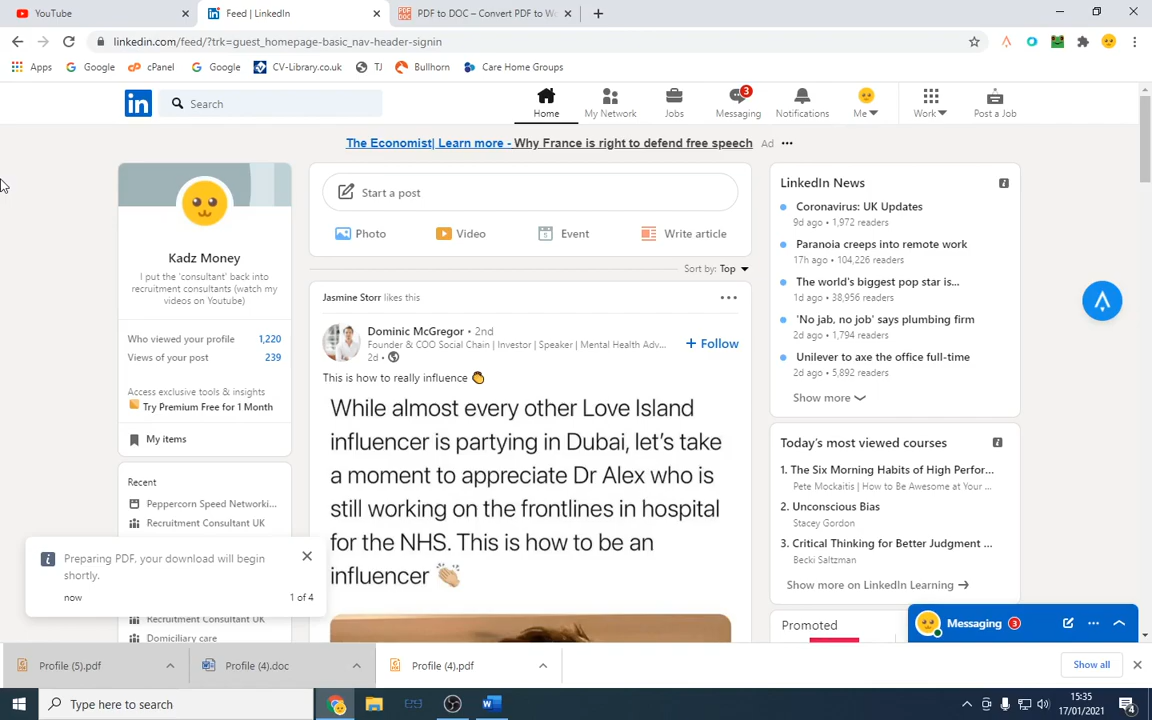 YouTube
Feed | LinkedIn
PDF to DOC – Convert PDF to W
linkedin.com/feed/?trk=guest_homepage-basic_nav-header-signin
Apps
Google
cPanel
Google
CV-Library.co.uk
TJ
Bullhorn
Care Home Groups
in
Search
Home
My Network
Jobs
3
Messaging
Notifications
Me
Work
Post a Job
The Economist| Learn more - Why France is right to defend free speech
Ad
Kadz Money
I put the 'consultant' back into
recruitment consultants (watch my
videos on Youtube)
Who viewed your profile 1,220
Views of your post 239
Access exclusive tools & insights
Try Premium Free for 1 Month
My items
Recent
Peppercorn Speed Networki...
Recruitment Consultant UK
Preparing PDF, your download will begin
shortly.
now 1 of 4
Recruitment Consultant UK
Domiciliary care
Start a post
Photo
Video
Event
Write article
Sort by: Top
Jasmine Storr likes this
Dominic McGregor • 2nd
Founder & COO Social Chain | Investor | Speaker | Mental Health Adv...
2d •
+ Follow
This is how to really influence 👏
While almost every other Love Island
influencer is partying in Dubai, let's take
a moment to appreciate Dr Alex who is
still working on the frontlines in hospital
for the NHS. This is how to be an
influencer 👏🏼
LinkedIn News
Coronavirus: UK Updates
9d ago • 1,972 readers
Paranoia creeps into remote work
17h ago • 104,226 readers
The world's biggest pop star is...
1d ago • 38,956 readers
'No jab, no job' says plumbing firm
2d ago • 1,794 readers
Unilever to axe the office full-time
2d ago • 5,892 readers
Show more
Today's most viewed courses
1. The Six Morning Habits of High Perfor...
Pete Mockaitis | How to Be Awesome at Your ...
2. Unconscious Bias
Stacey Gordon
3. Critical Thinking for Better Judgment ...
Becki Saltzman
Show more on LinkedIn Learning
Promoted
Messaging 3
Profile (5).pdf
Profile (4).doc
Profile (4).pdf
Show all
Type here to search
15:35
17/01/2021
4